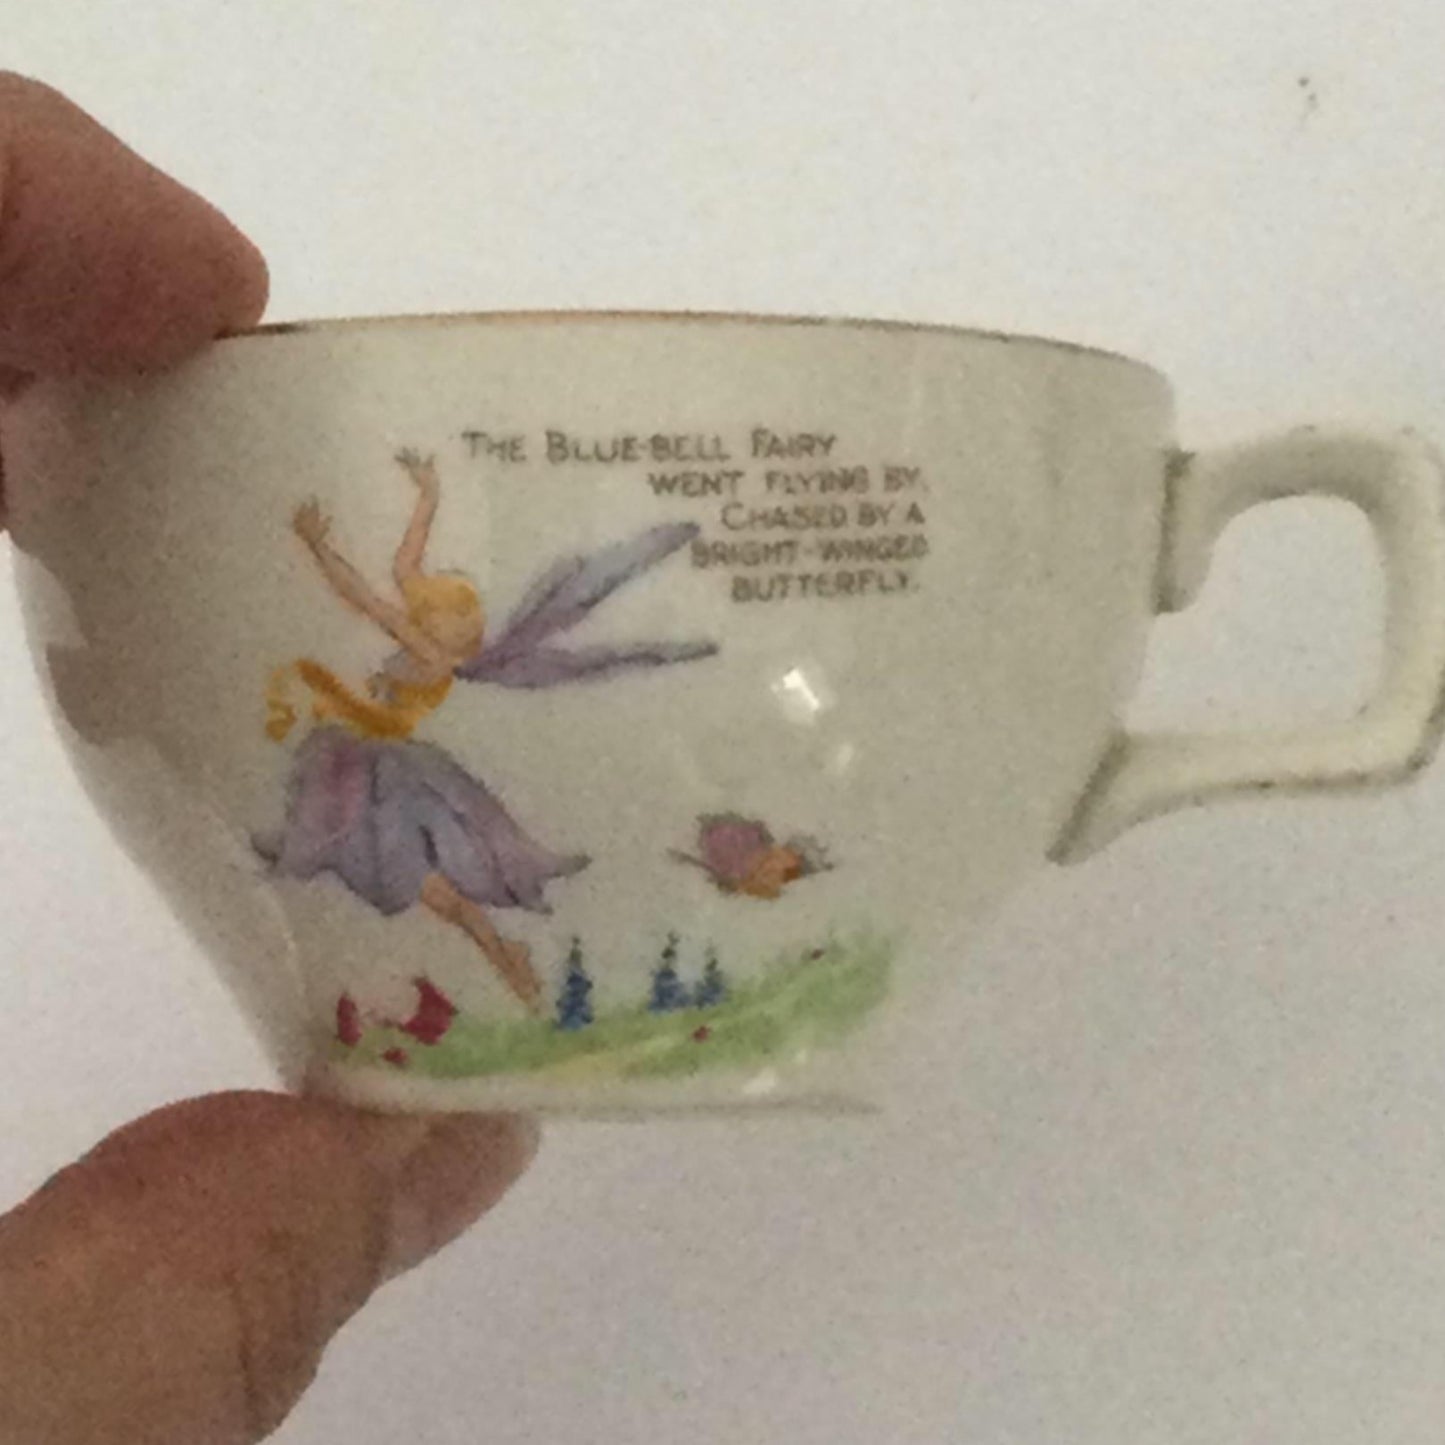 THE BLUE-BELL FAIRY
WENT FLYING BY,
CHASED BY A
BRIGHT-WINGED
BUTTERFLY.